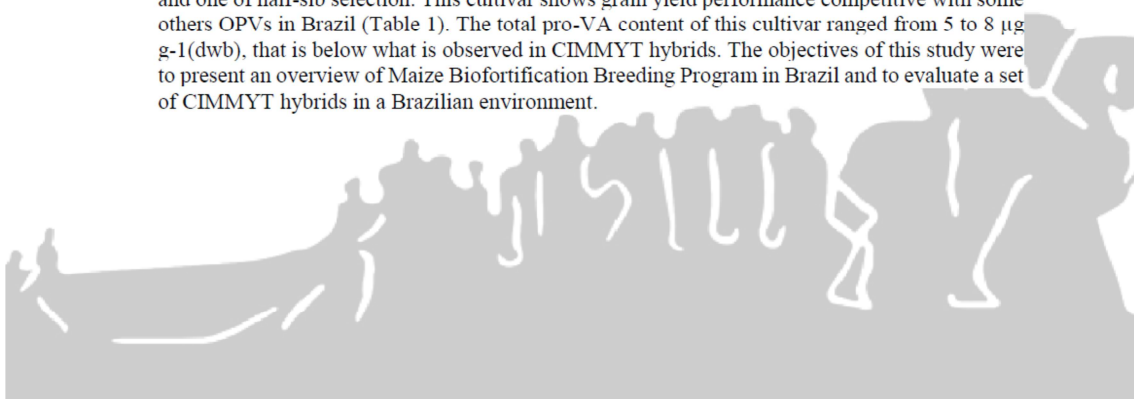 and one of half-sib selection. This cultivar shows grain yield performance competitive with some
others OPVs in Brazil (Table 1). The total pro-VA content of this cultivar ranged from 5 to 8 µg
g-1(dwb), that is below what is observed in CIMMYT hybrids. The objectives of this study were
to present an overview of Maize Biofortification Breeding Program in Brazil and to evaluate a set
of CIMMYT hybrids in a Brazilian environment.